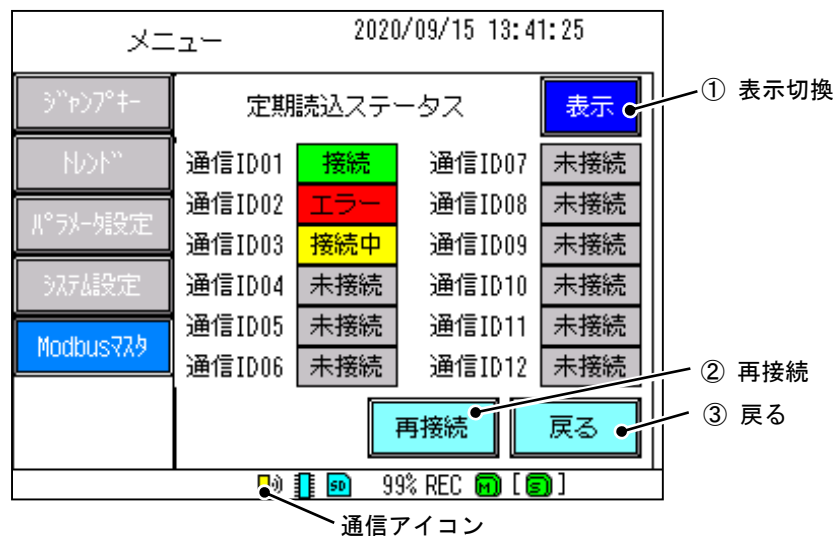 メニュー 2020/09/15 13:41:25
ジャンプキー
トレンド
パラメータ設定
システム設定
Modbusマスタ
定期読込ステータス 表示
通信ID01 接続 通信ID07 未接続
通信ID02 エラー 通信ID08 未接続
通信ID03 接続中 通信ID09 未接続
通信ID04 未接続 通信ID10 未接続
通信ID05 未接続 通信ID11 未接続
通信ID06 未接続 通信ID12 未接続
再接続 戻る
SD 99% REC M [S]
① 表示切換
② 再接続
③ 戻る
通信アイコン